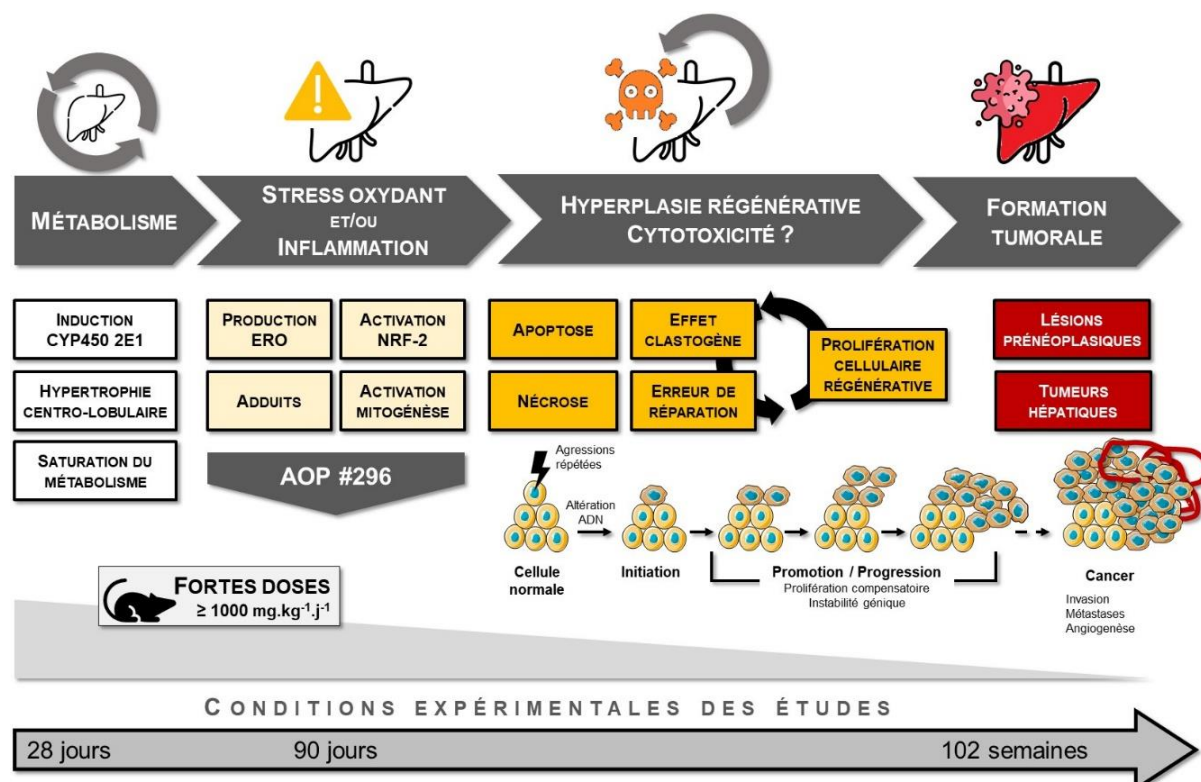 MÉTABOLISME
STRESS OXYDANT
ET/OU
INFLAMMATION
HYPERPLASIE RÉGÉNÉRATIVE
CYTOTOXICITÉ ?
FORMATION
TUMORALE
INDUCTION
CYP450 2E1
HYPERTROPHIE
CENTRO-LOBULAIRE
SATURATION DU
MÉTABOLISME
PRODUCTION
ERO
ACTIVATION
NRF-2
ADDUITS
ACTIVATION
MITOGÉNÈSE
AOP #296
APOPTOSE
EFFET
CLASTOGÈNE
NÉCROSE
ERREUR DE
RÉPARATION
PROLIFÉRATION
CELLULAIRE
RÉGÉNÉRATIVE
LÉSIONS
PRÉNÉOPLASIQUES
TUMEURS
HÉPATIQUES
Agressions
répétées
Altération
ADN
Cellule
normale
Initiation
Promotion / Progression
Prolifération compensatoire
Instabilité génique
Cancer
Invasion
Métastases
Angiogenèse
FORTES DOSES
≥ 1000 mg.kg⁻¹.j⁻¹
CONDITIONS EXPÉRIMENTALES DES ÉTUDES
28 jours
90 jours
102 semaines